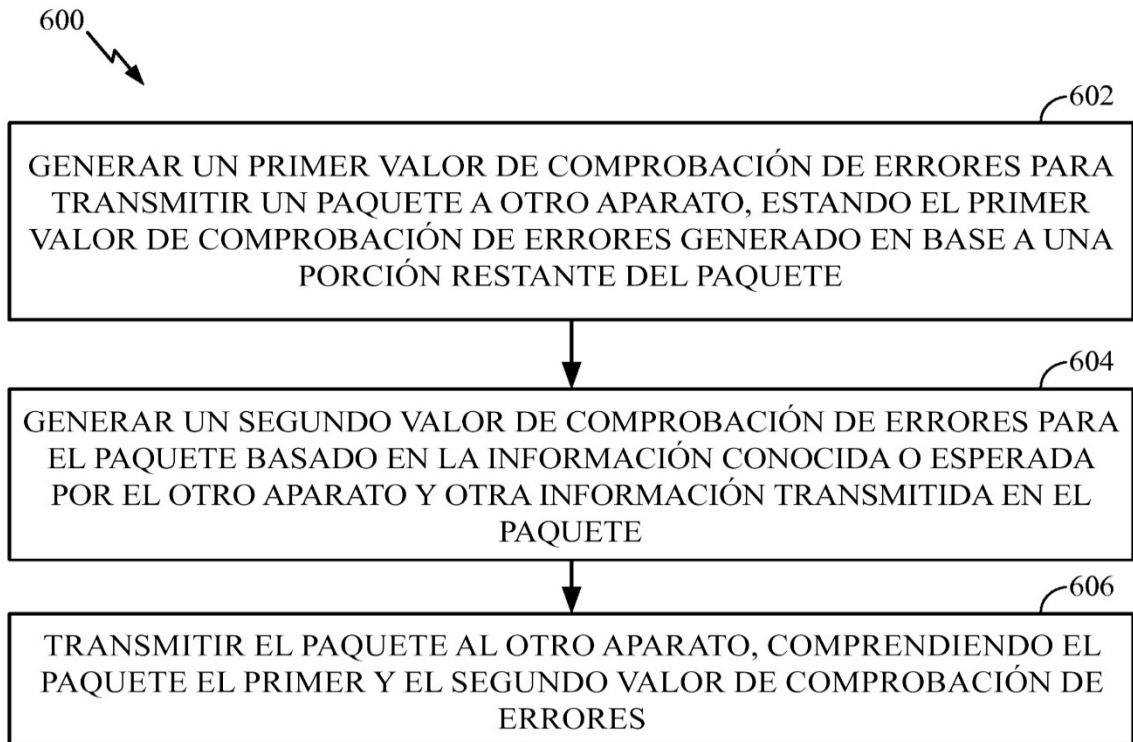 600
602
GENERAR UN PRIMER VALOR DE COMPROBACIÓN DE ERRORES PARA
TRANSMITIR UN PAQUETE A OTRO APARATO, ESTANDO EL PRIMER
VALOR DE COMPROBACIÓN DE ERRORES GENERADO EN BASE A UNA
PORCIÓN RESTANTE DEL PAQUETE
604
GENERAR UN SEGUNDO VALOR DE COMPROBACIÓN DE ERRORES PARA
EL PAQUETE BASADO EN LA INFORMACIÓN CONOCIDA O ESPERADA
POR EL OTRO APARATO Y OTRA INFORMACIÓN TRANSMITIDA EN EL
PAQUETE
606
TRANSMITIR EL PAQUETE AL OTRO APARATO, COMPRENDIENDO EL
PAQUETE EL PRIMER Y EL SEGUNDO VALOR DE COMPROBACIÓN DE
ERRORES